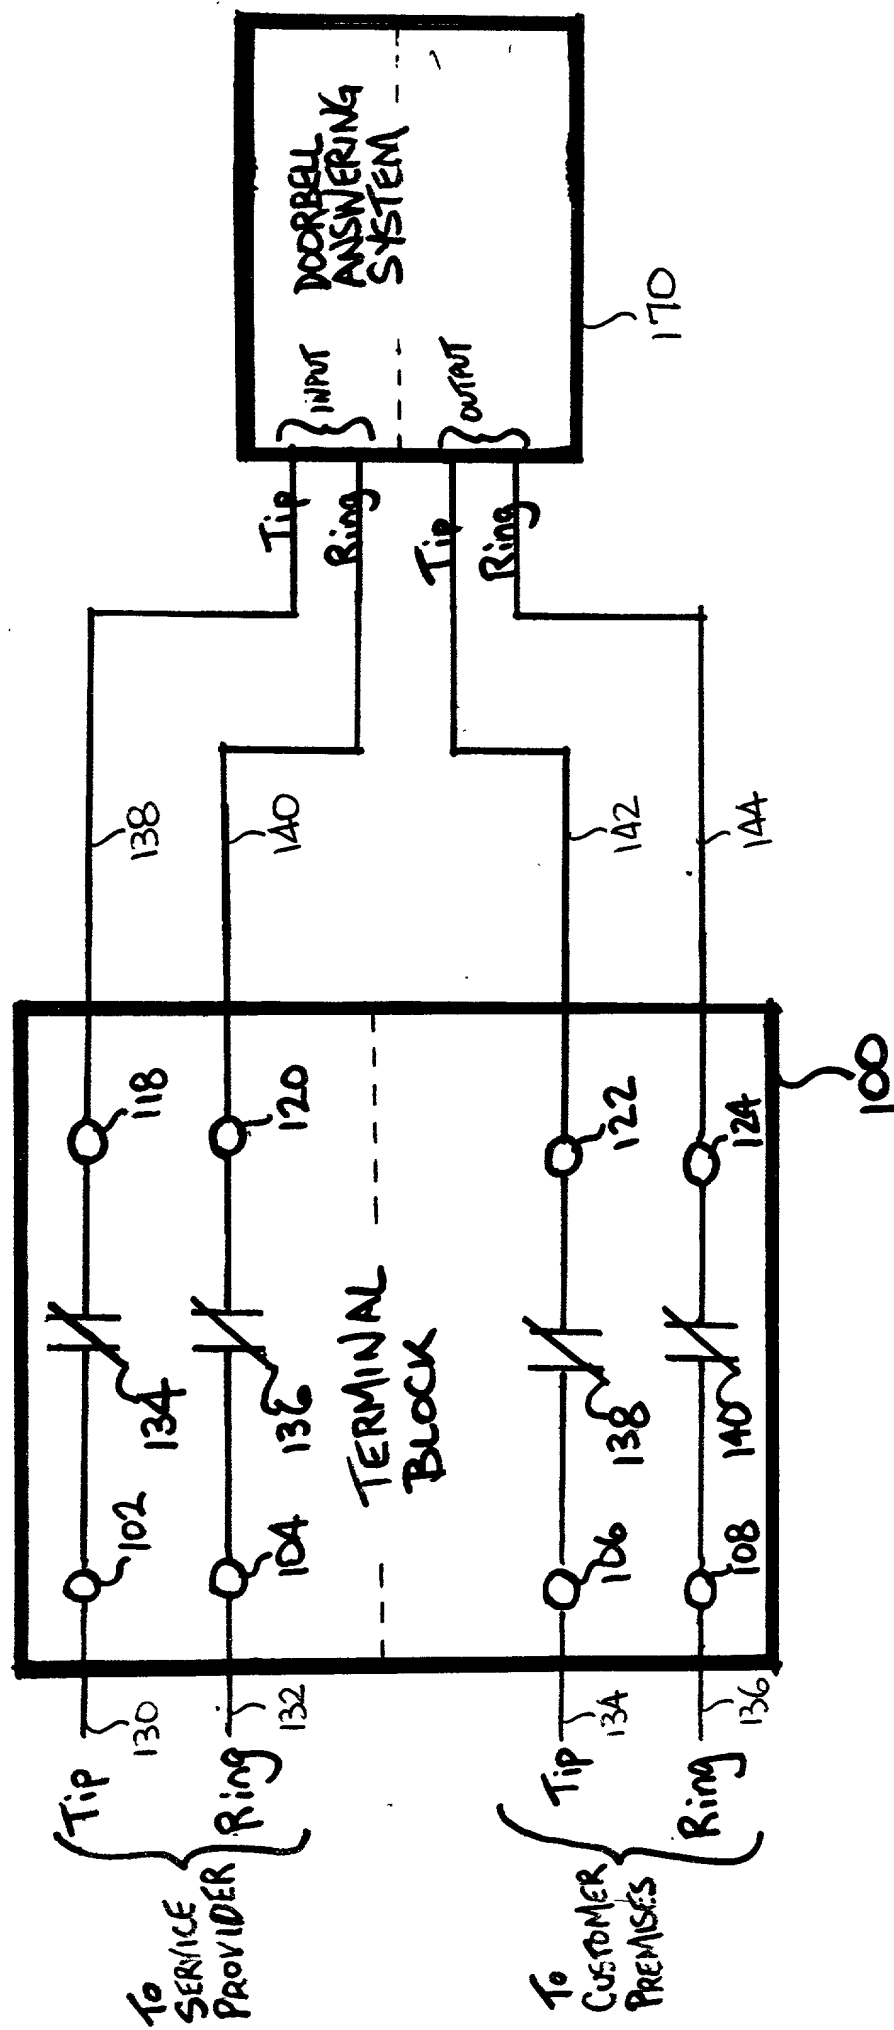 To
SERVICE
PROVIDER
Tip
130
Ring
132
To
CUSTOMER
PREMISES
Tip
134
Ring
136
102
134
118
104
136
120
TERMINAL
BLOCK
106
138
122
108
140
124
100
138
140
142
144
Tip
Ring
Tip
Ring
INPUT
OUTPUT
DOORBELL
ANSWERING
SYSTEM
170